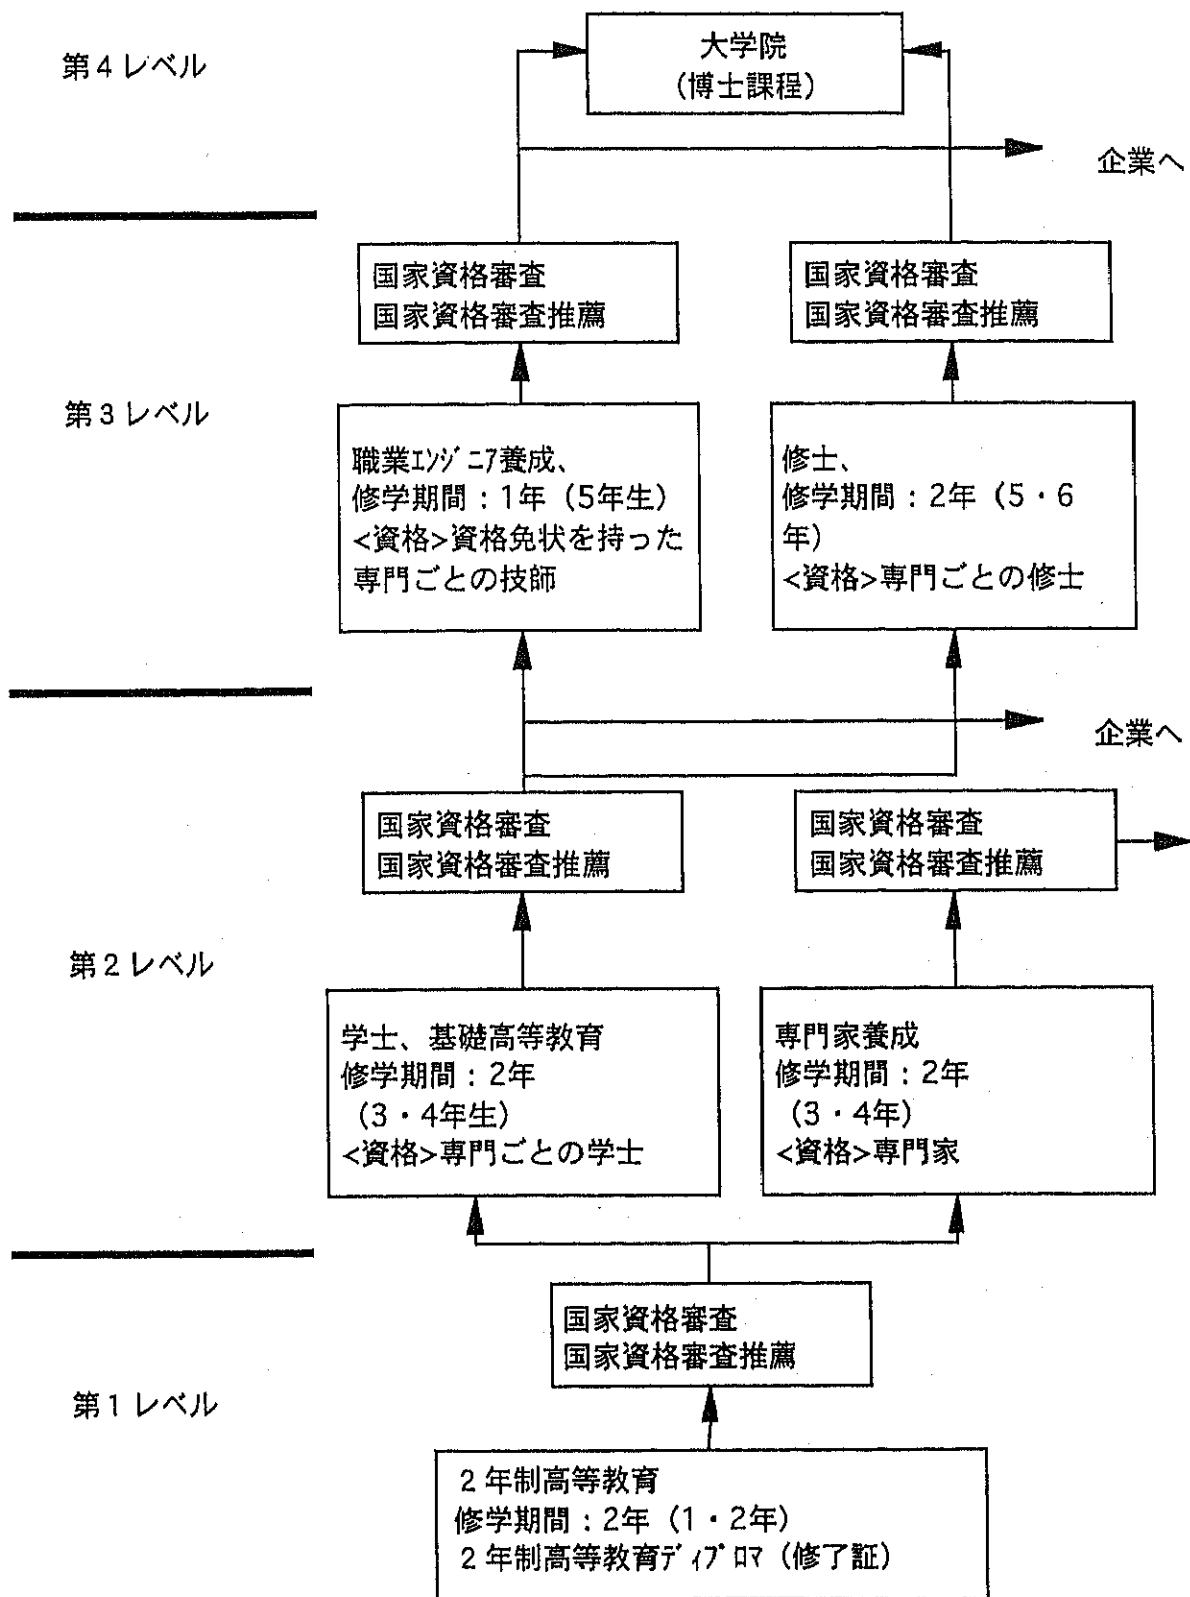 第4レベル
大学院
(博士課程)
企業へ
国家資格審査
国家資格審査推薦
国家資格審査
国家資格審査推薦
第3レベル
職業エンジニア養成、
修学期間：1年（5年生）
<資格>資格免状を持った
専門ごとの技師
修士、
修学期間：2年（5・6
年）
<資格>専門ごとの修士
企業へ
国家資格審査
国家資格審査推薦
国家資格審査
国家資格審査推薦
第2レベル
学士、基礎高等教育
修学期間：2年
（3・4年生）
<資格>専門ごとの学士
専門家養成
修学期間：2年
（3・4年）
<資格>専門家
国家資格審査
国家資格審査推薦
第1レベル
2年制高等教育
修学期間：2年（1・2年）
2年制高等教育ディプロマ（修了証）